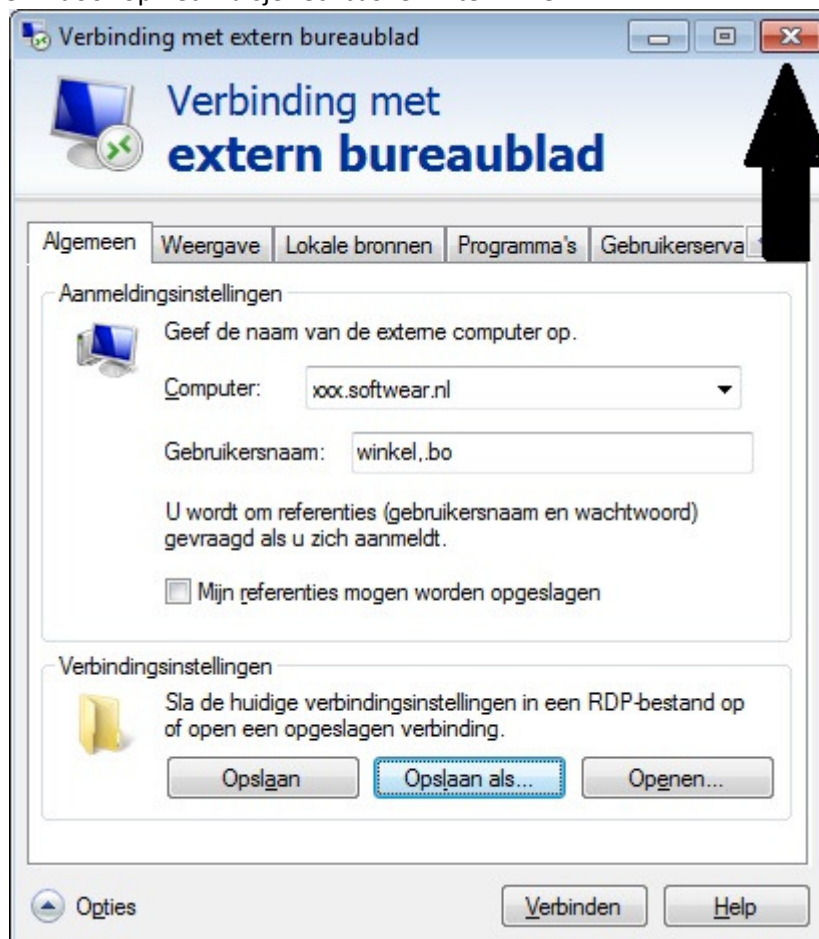 Verbinding met extern bureaublad
Verbinding met
extern bureaublad
Algemeen Weergave Lokale bronnen Programma's Gebruikerserva
Aanmeldingsinstellingen
Geef de naam van de externe computer op.
Computer: xxx.softwear.nl
Gebruikersnaam: winkel,.bo
U wordt om referenties (gebruikersnaam en wachtwoord)
gevraagd als u zich aanmeldt.
Mijn referenties mogen worden opgeslagen
Verbindingsinstellingen
Sla de huidige verbindingsinstellingen in een RDP-bestand op
of open een opgeslagen verbinding.
Opslaan Opslaan als... Openen...
Opties Verbinden Help